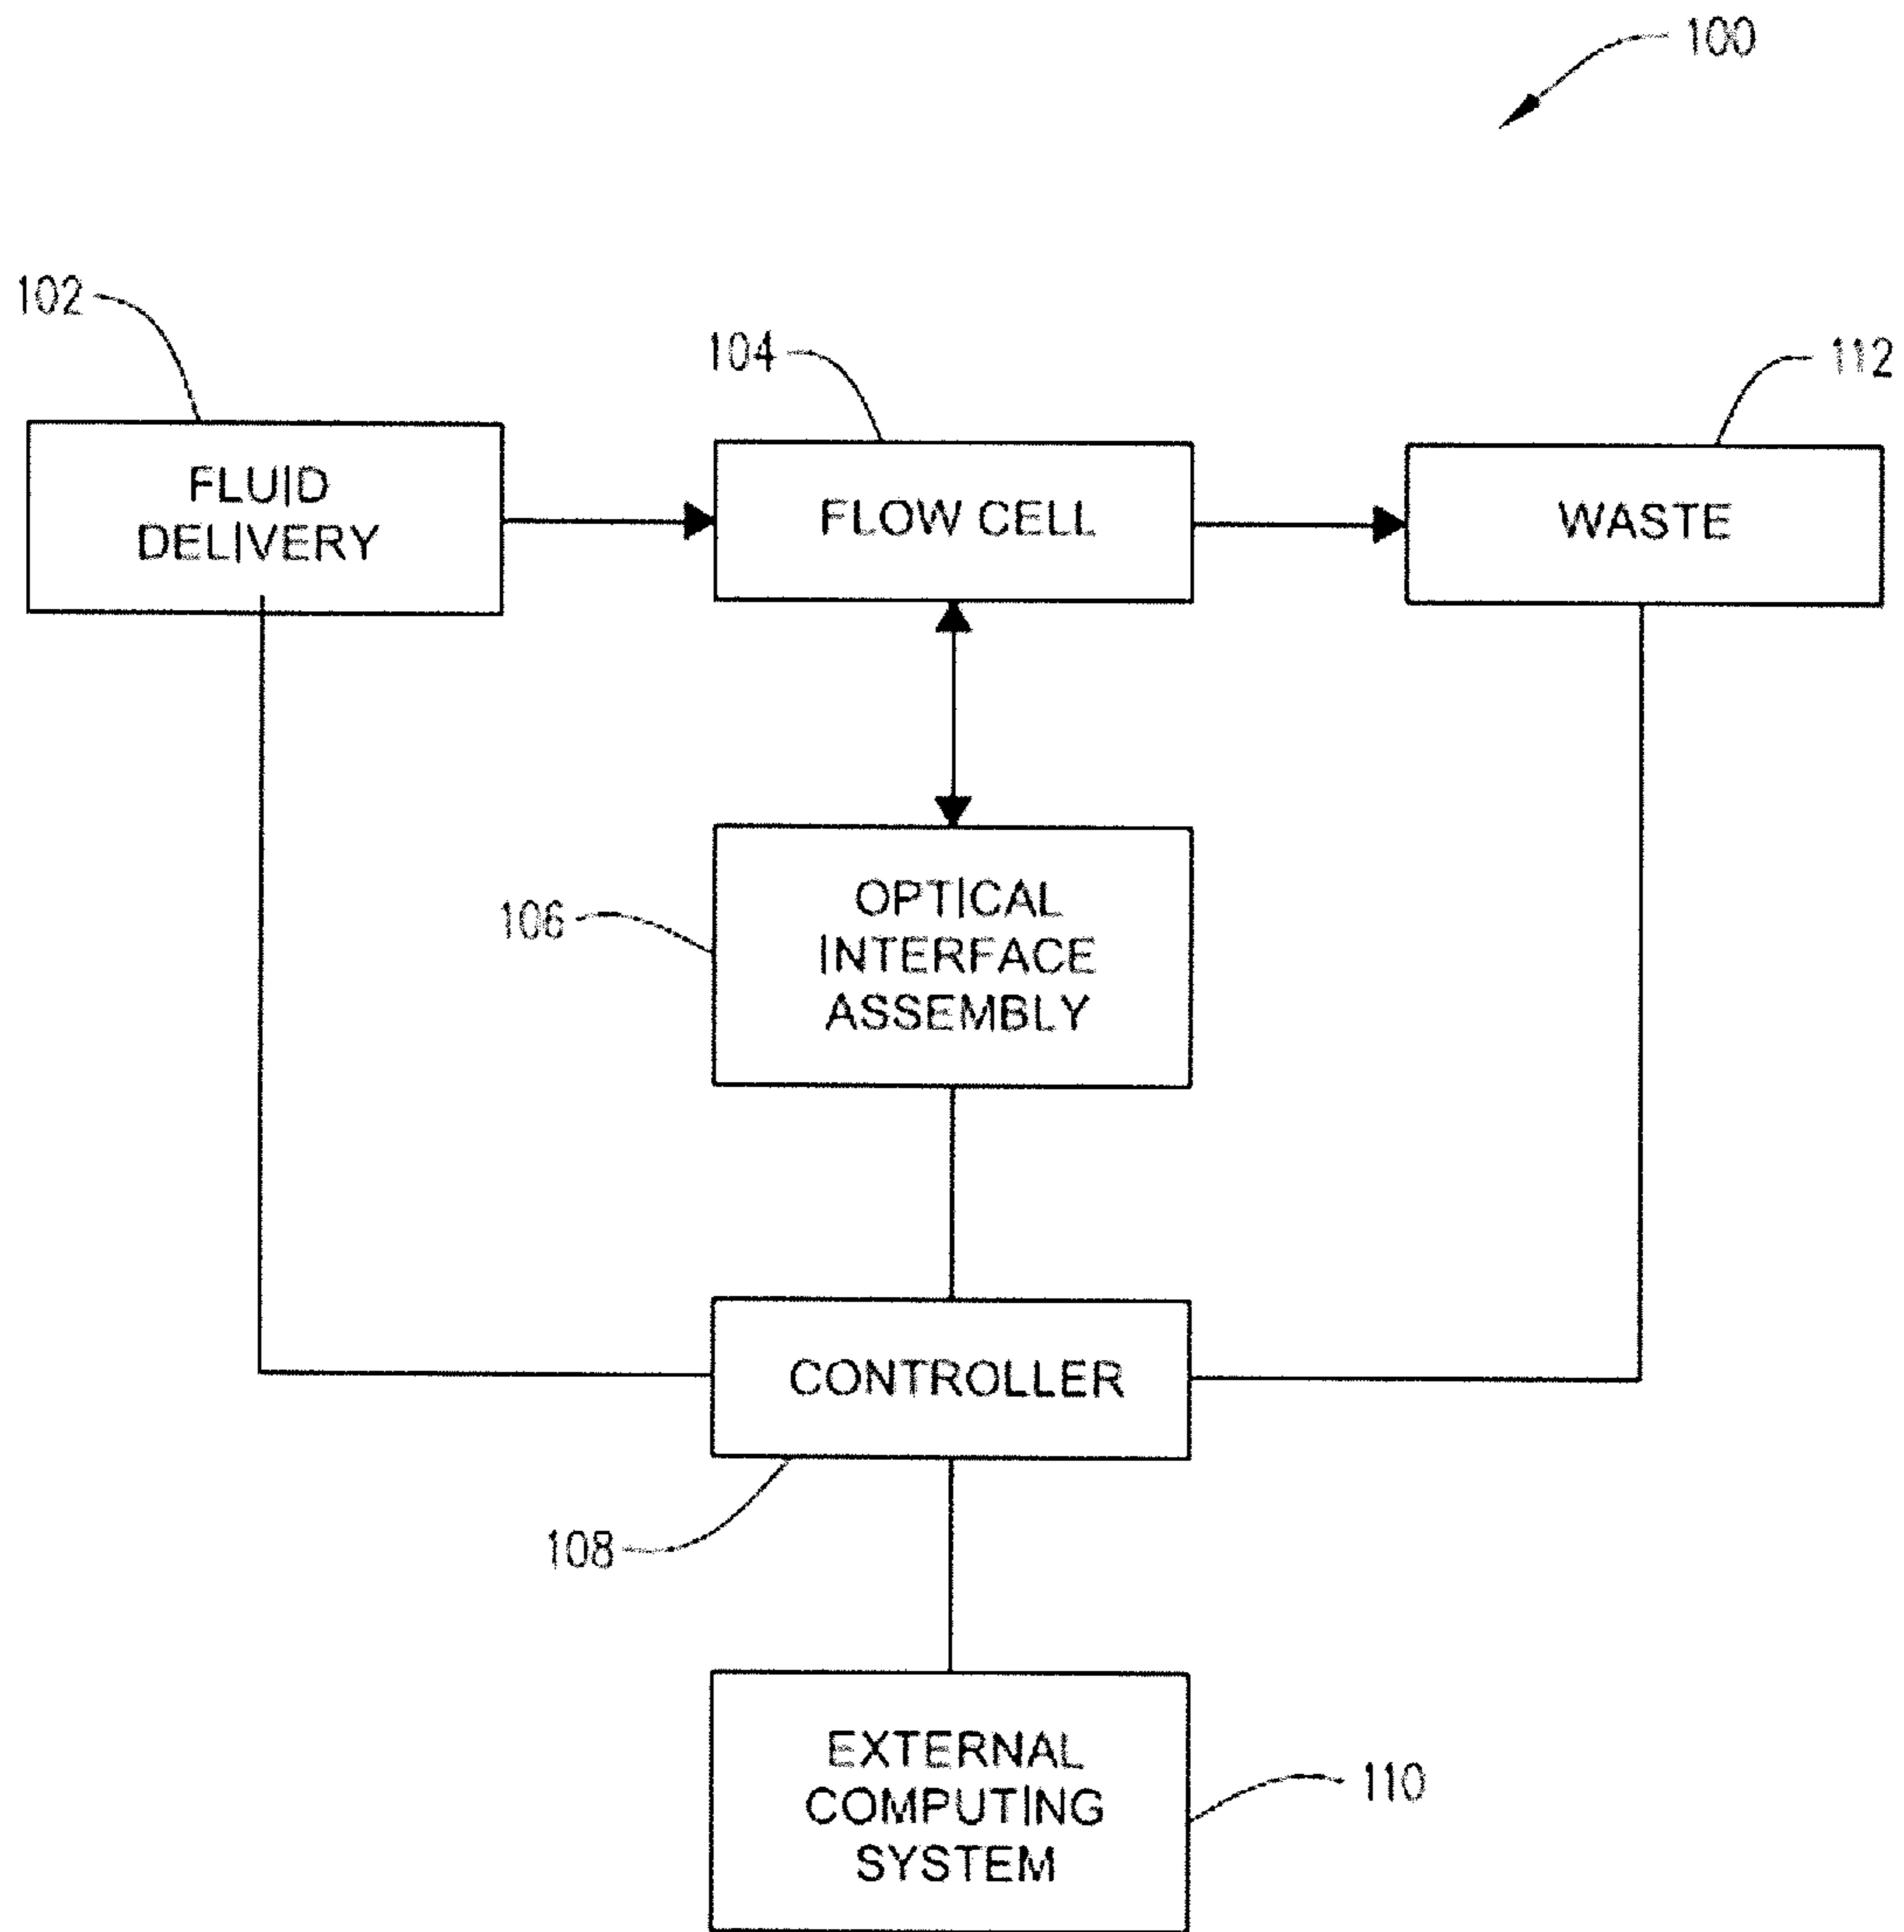 100
102
104
112
FLUID
DELIVERY
FLOW CELL
WASTE
106
OPTICAL
INTERFACE
ASSEMBLY
CONTROLLER
108
EXTERNAL
COMPUTING
SYSTEM
110